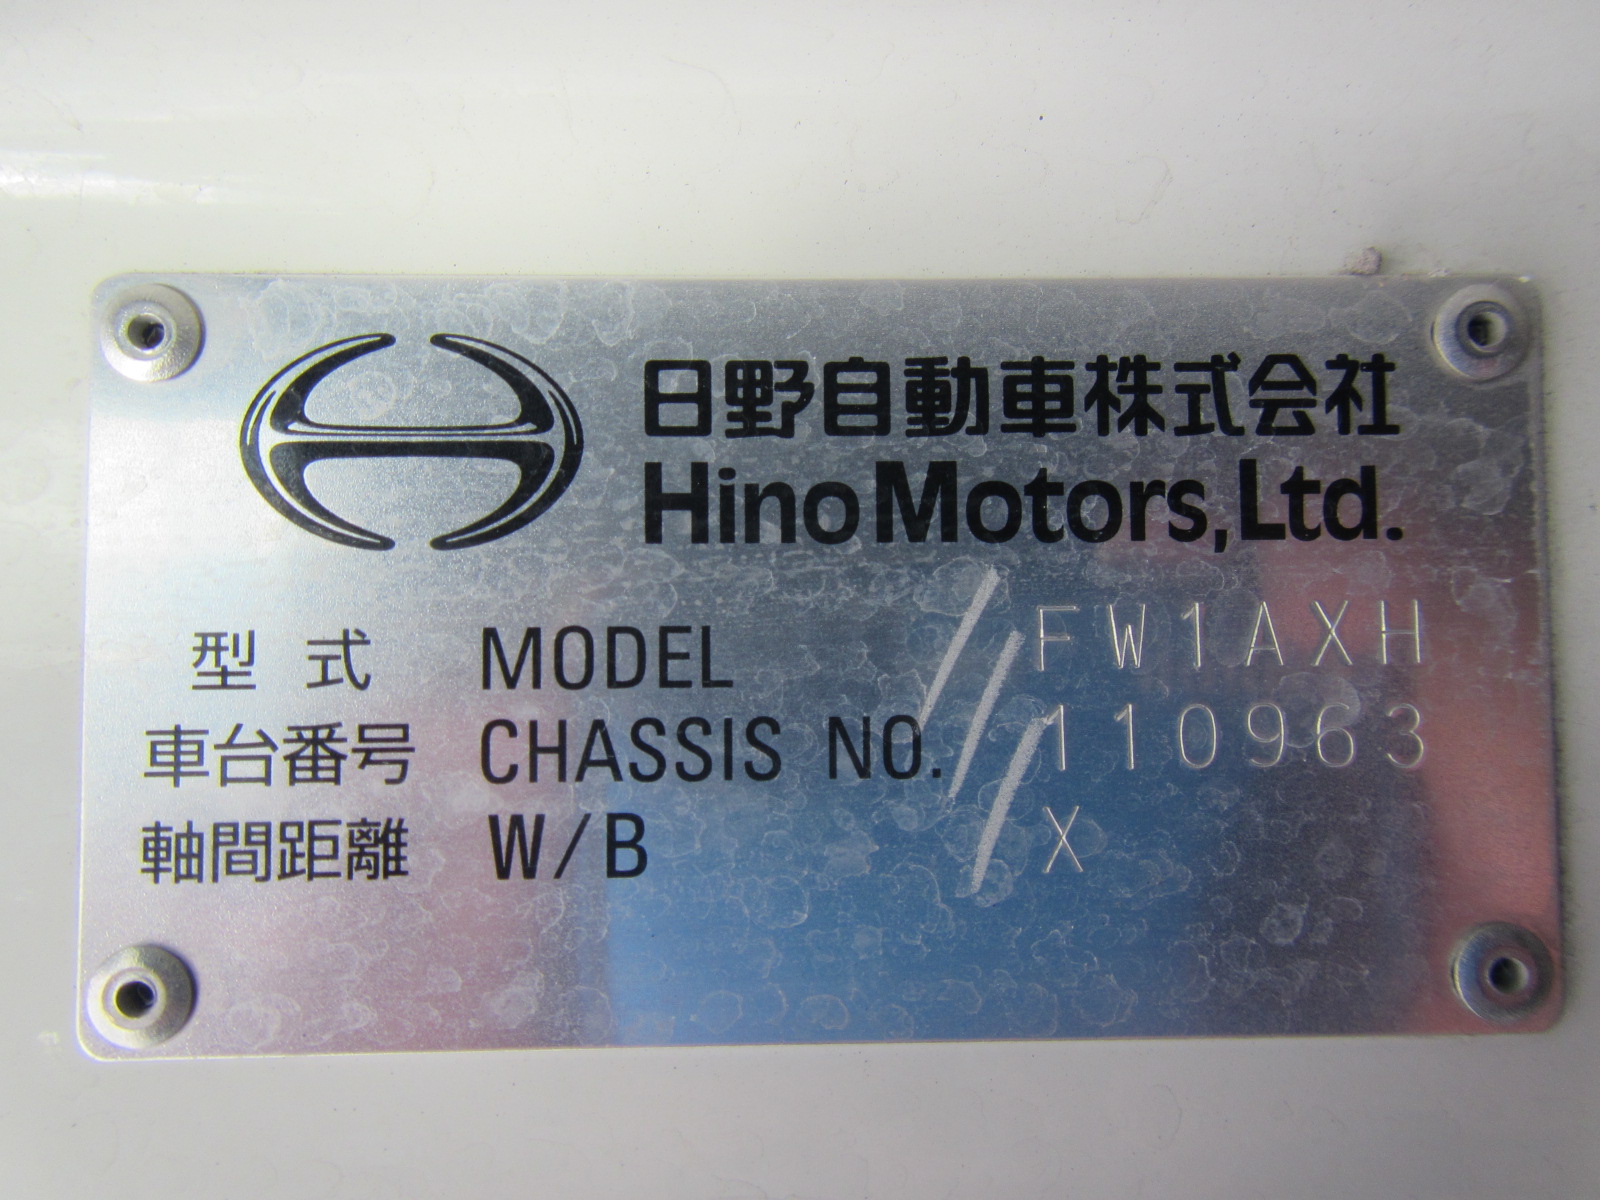 日野自動車株式会社
Hino Motors, Ltd.
型式 MODEL FW1AXH
車台番号 CHASSIS NO. 110963
軸間距離 W/B X